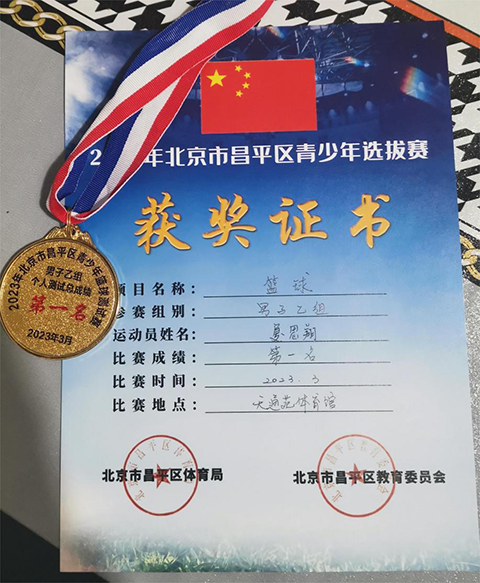 2 年北京市昌平区青少年选拔赛
获奖证书
项目名称： 篮球
参赛组别： 男子乙组
运动员姓名：
比赛成绩： 第一名
比赛时间： 2023.3
比赛地点： 天通苑体育馆
北京市昌平区体育局
北京市昌平区教育委员会
2023年北京市昌平区青少年篮球
男子乙组
个人测试总成绩
第一名
2023年3月